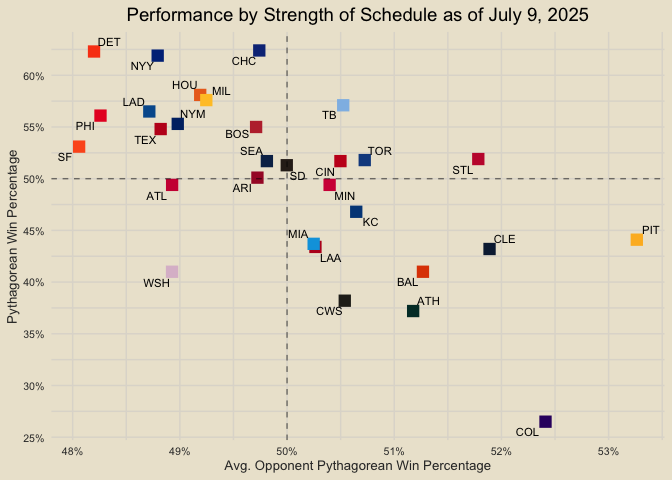 Performance by Strength of Schedule as of July 9, 2025
DET
NYY
CHC
60%
HOU
MIL
LAD
TB
NYM
PHI
55%
TEX
BOS
SF
SEA
TOR
STL
CIN
SD
50%
ARI
ATL
MIN
KC
45%
MIA
LAA
CLE
PIT
WSH
BAL
40%
CWS
ATH
35%
30%
COL
25%
48%
49%
50%
51%
52%
53%
Avg. Opponent Pythagorean Win Percentage
Pythagorean Win Percentage